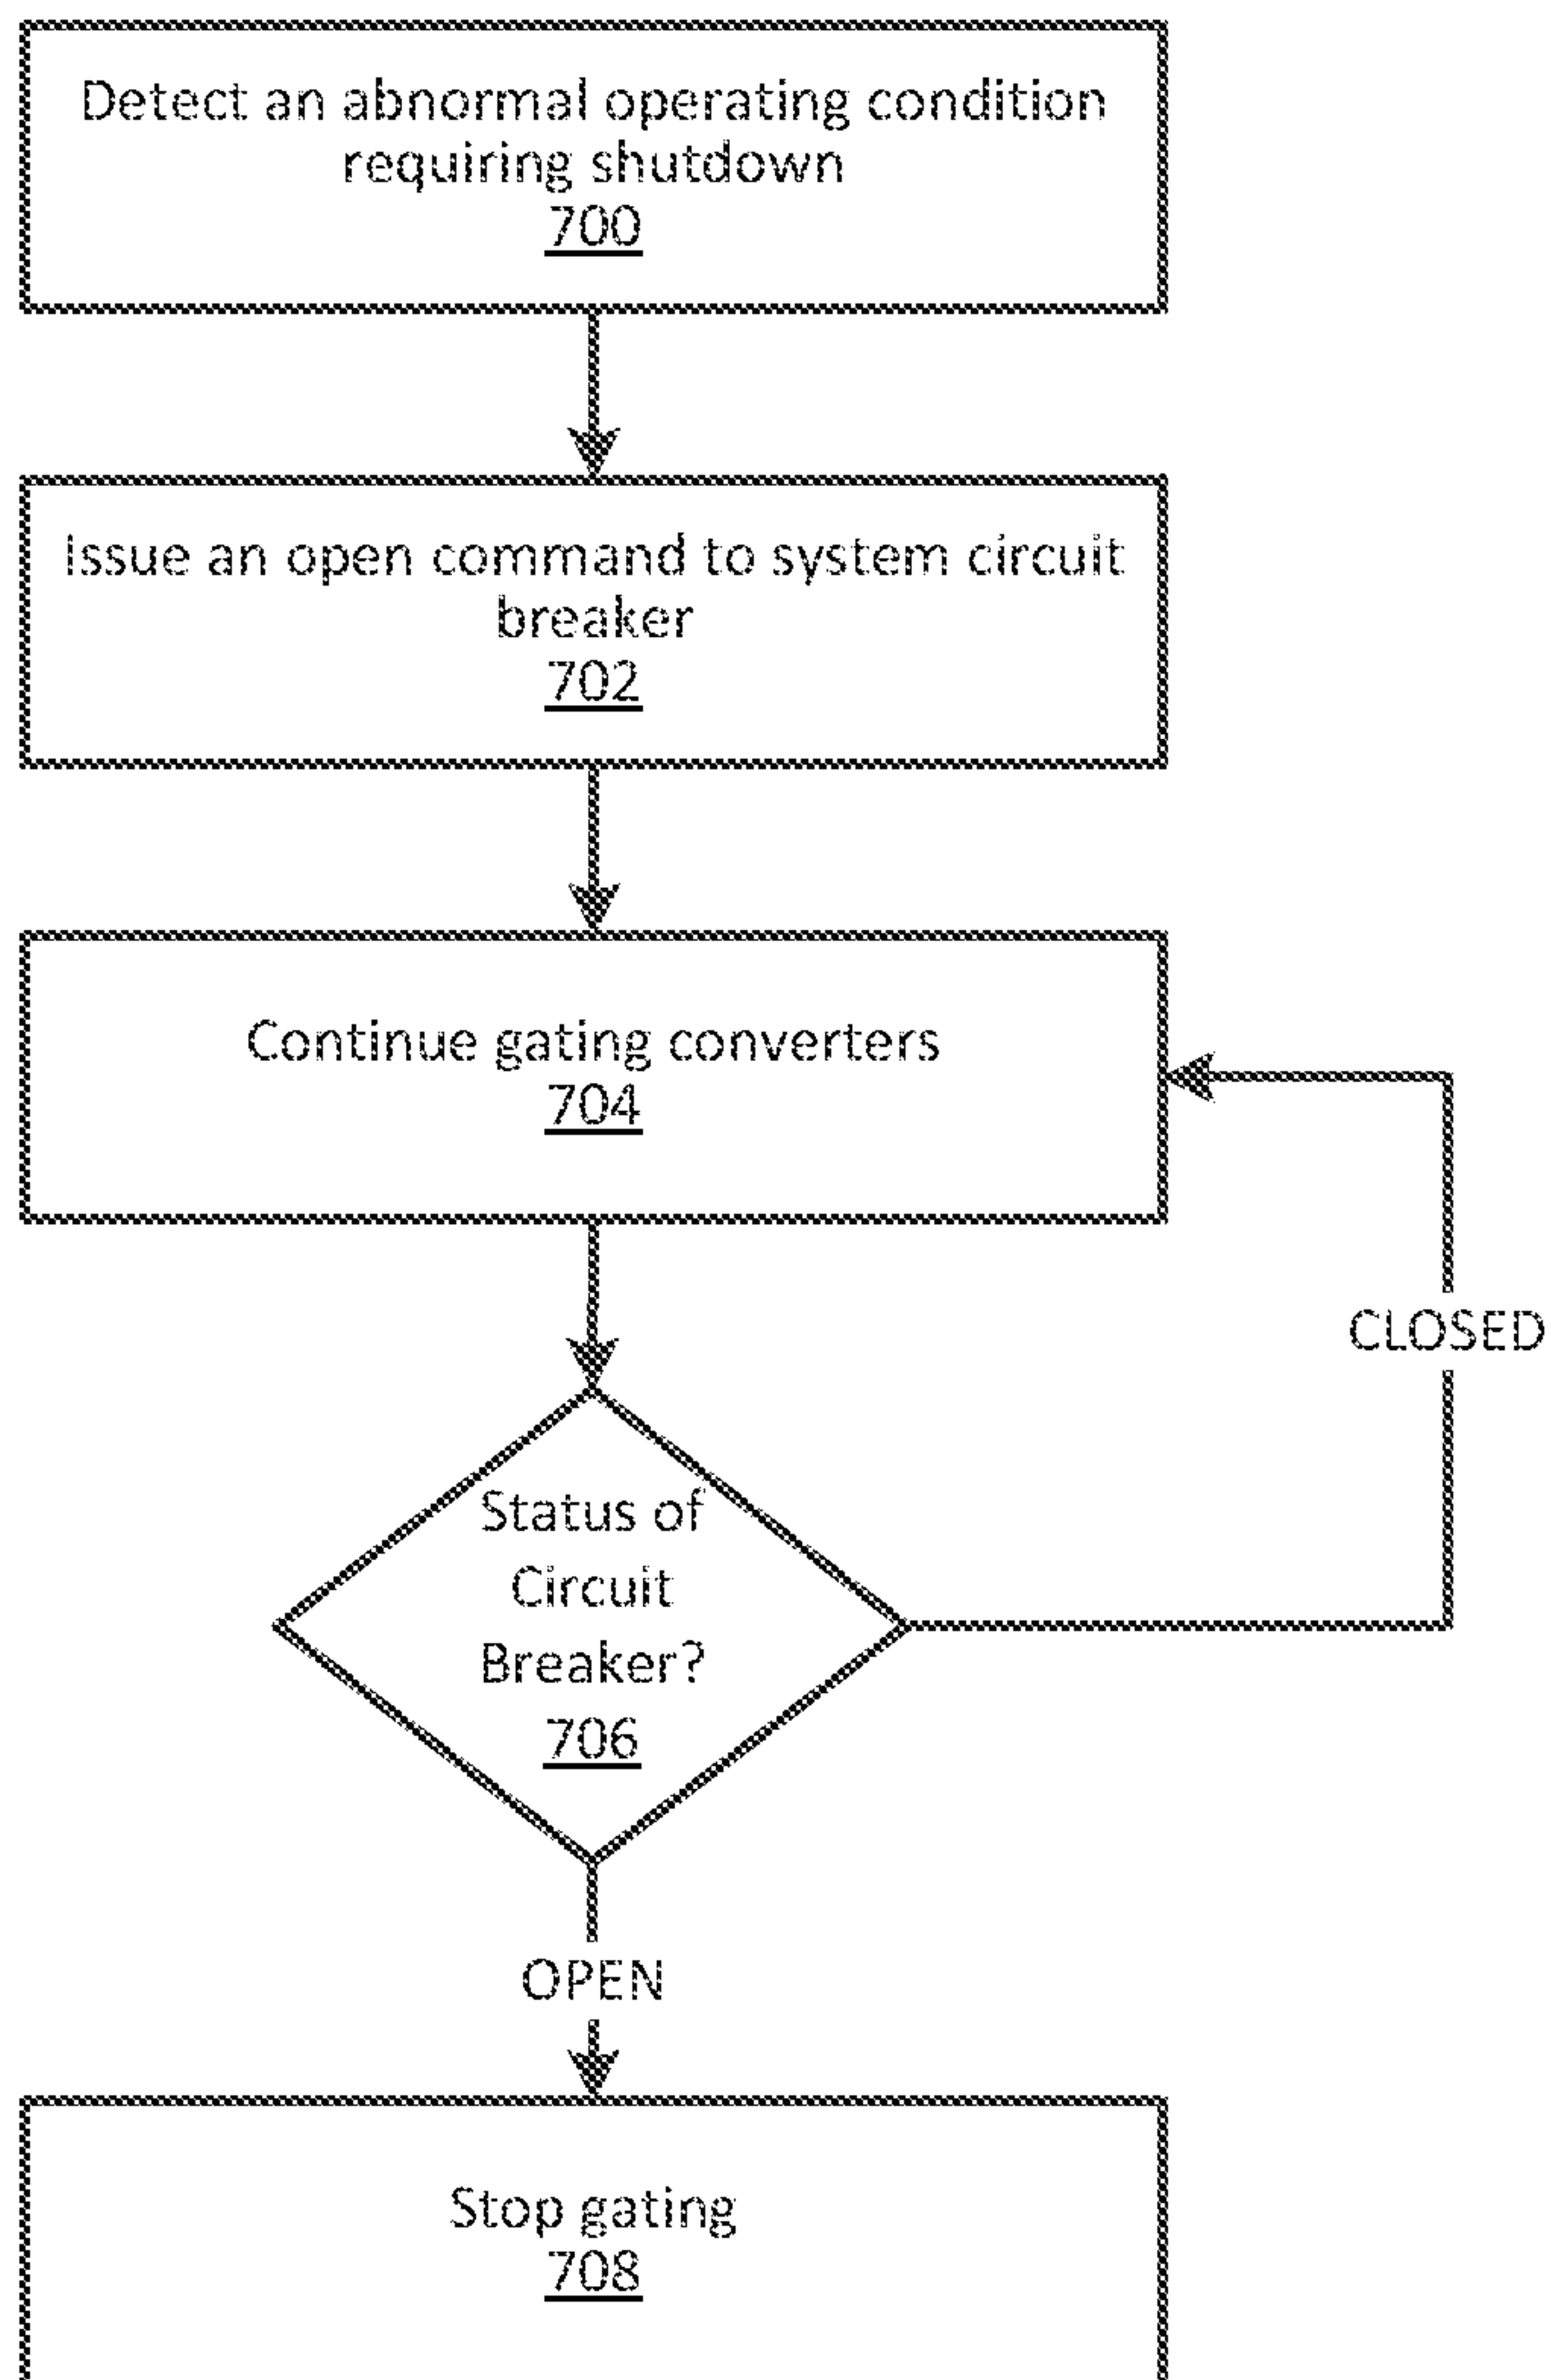 Detect an abnormal operating condition
requiring shutdown
700
Issue an open command to system circuit
breaker
702
Continue gating converters
704
CLOSED
Status of
Circuit
Breaker?
706
OPEN
Stop gating
708